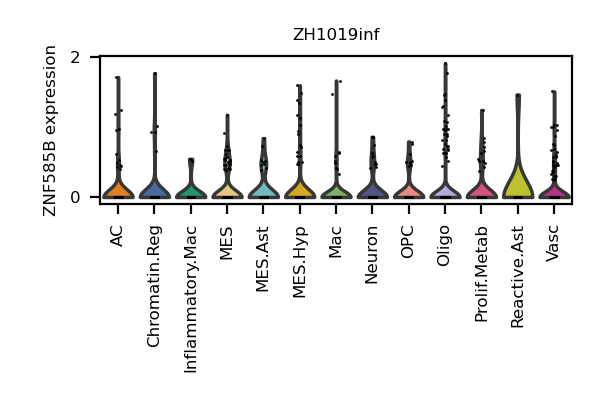 ZH1019inf
ZNF585B expression
2
0
AC
Chromatin.Reg
Inflammatory.Mac
MES
MES.Ast
MES.Hyp
Mac
Neuron
OPC
Oligo
Prolif.Metab
Reactive.Ast
Vasc